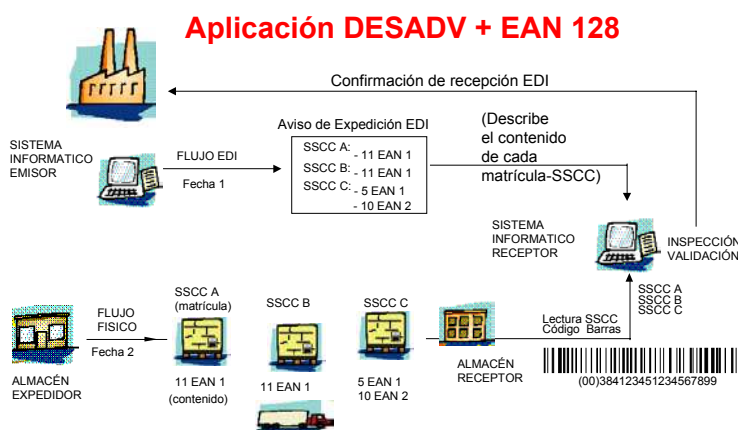 Aplicación DESADV + EAN 128
Confirmación de recepción EDI
SISTEMA
INFORMATICO
EMISOR
FLUJO EDI
Fecha 1
Aviso de Expedición EDI
SSCC A:
- 11 EAN 1
SSCC B:
- 11 EAN 1
SSCC C:
- 5 EAN 1
- 10 EAN 2
(Describe
el contenido
de cada
matrícula-SSCC)
SISTEMA
INFORMATICO
RECEPTOR
INSPECCIÓN
VALIDACIÓN
SSCC A
SSCC B
SSCC C
FLUJO
FISICO
Fecha 2
ALMACÉN
EXPEDIDOR
SSCC A
(matrícula)
11 EAN 1
(contenido)
SSCC B
11 EAN 1
SSCC C
5 EAN 1
10 EAN 2
ALMACÉN
RECEPTOR
Lectura SSCC
Código Barras
(00)384123451234567899